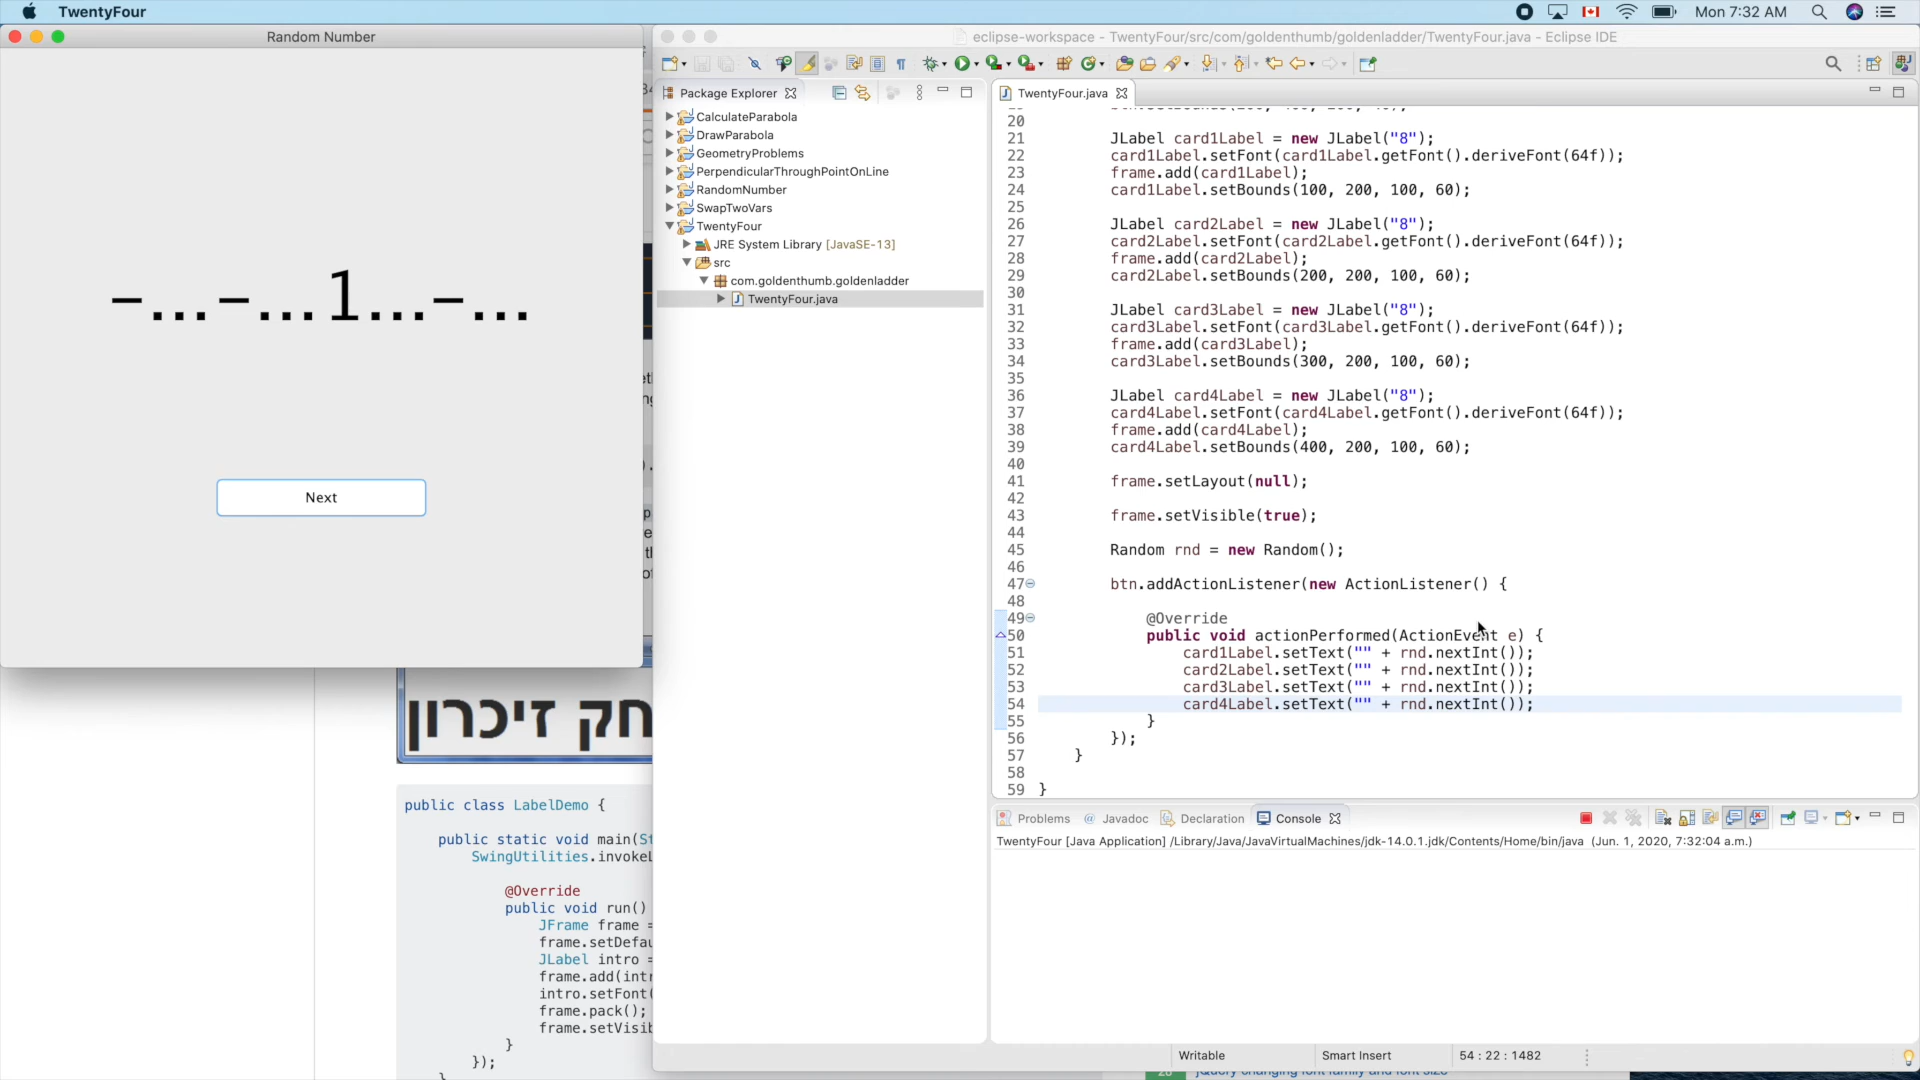 TwentyFour
Mon 7:32 AM
Random Number
-...-...1...-...
Next
eclipse-workspace - TwentyFour/src/com/goldenthumb/goldenladder/TwentyFour.java - Eclipse IDE
Package Explorer
CalculateParabola
DrawParabola
GeometryProblems
PerpendicularThroughPointOnLine
RandomNumber
SwapTwoVars
TwentyFour
JRE System Library [JavaSE-13]
src
com.goldenthumb.goldenladder
TwentyFour.java
TwentyFour.java
20
21 JLabel card1Label = new JLabel("8");
22 card1Label.setFont(card1Label.getFont().deriveFont(64f));
23 frame.add(card1Label);
24 card1Label.setBounds(100, 200, 100, 60);
25
26 JLabel card2Label = new JLabel("8");
27 card2Label.setFont(card2Label.getFont().deriveFont(64f));
28 frame.add(card2Label);
29 card2Label.setBounds(200, 200, 100, 60);
30
31 JLabel card3Label = new JLabel("8");
32 card3Label.setFont(card3Label.getFont().deriveFont(64f));
33 frame.add(card3Label);
34 card3Label.setBounds(300, 200, 100, 60);
35
36 JLabel card4Label = new JLabel("8");
37 card4Label.setFont(card4Label.getFont().deriveFont(64f));
38 frame.add(card4Label);
39 card4Label.setBounds(400, 200, 100, 60);
40
41 frame.setLayout(null);
42
43 frame.setVisible(true);
44
45 Random rnd = new Random();
46
47 btn.addActionListener(new ActionListener() {
48
49 @Override
50 public void actionPerformed(ActionEvent e) {
51 card1Label.setText("" + rnd.nextInt());
52 card2Label.setText("" + rnd.nextInt());
53 card3Label.setText("" + rnd.nextInt());
54 card4Label.setText("" + rnd.nextInt());
55 }
56 });
57 }
58
59 }
Problems @ Javadoc Declaration Console
TwentyFour [Java Application] /Library/Java/JavaVirtualMachines/jdk-14.0.1.jdk/Contents/Home/bin/java (Jun. 1, 2020, 7:32:04 a.m.)
Writable Smart Insert 54 : 22 : 1482
חק זיכרון
public class LabelDemo {
public static void main(St
SwingUtilities.invokeL
@Override
public void run()
JFrame frame =
frame.setDefau
JLabel intro =
frame.add(intr
intro.setFont(
frame.pack();
frame.setVisib
}
});
jQuery changing font family and font size